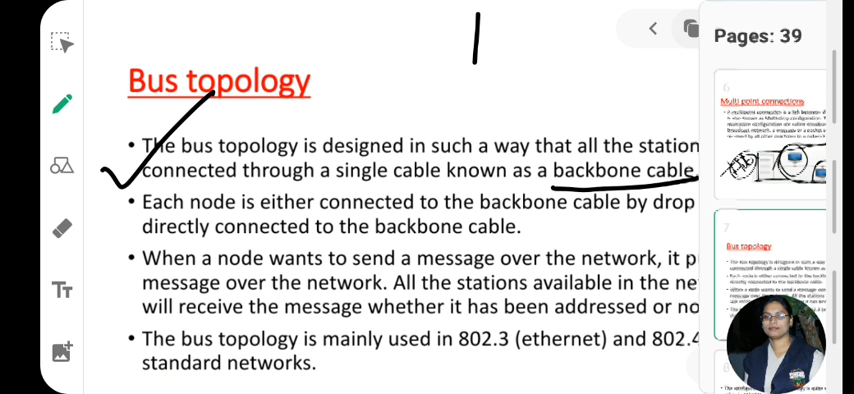 Pages: 39
Bus topology
• The bus topology is designed in such a way that all the station
connected through a single cable known as a backbone cable.
• Each node is either connected to the backbone cable by drop
directly connected to the backbone cable.
• When a node wants to send a message over the network, it p
message over the network. All the stations available in the ne
will receive the message whether it has been addressed or no
• The bus topology is mainly used in 802.3 (ethernet) and 802.4
standard networks.
Tт
6
Multi point connections
7
Bus topology
8